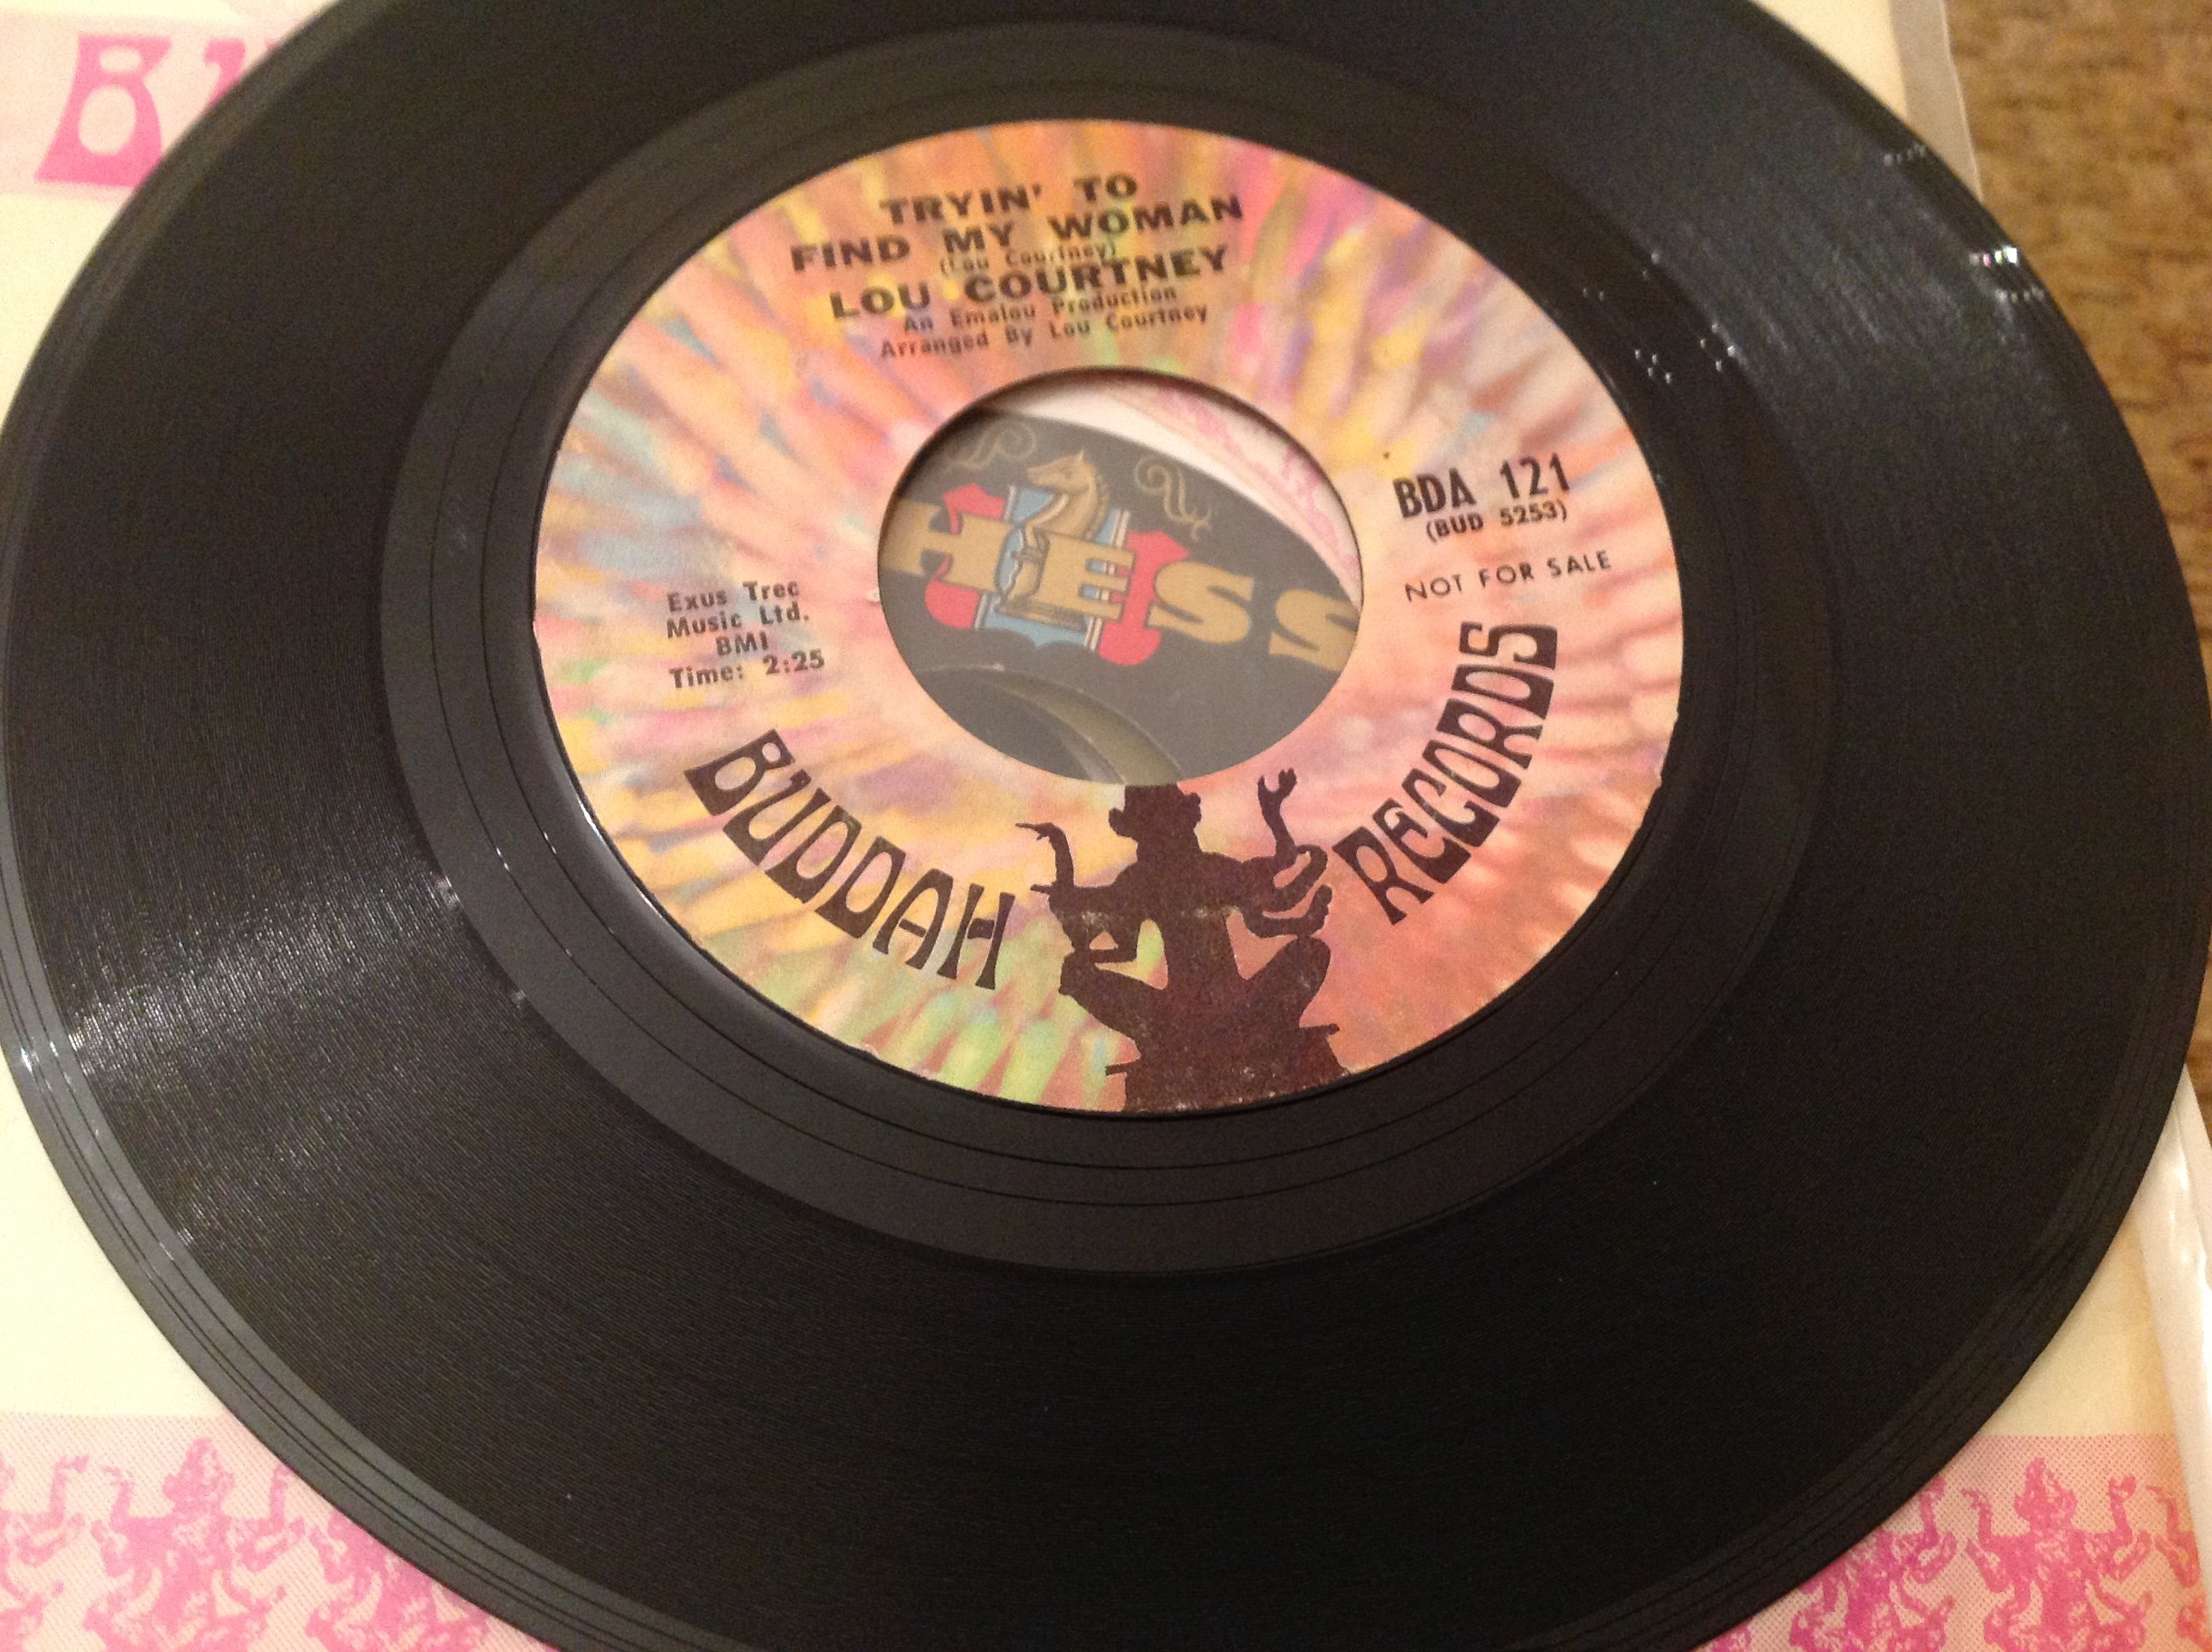 TRYIN' TO
FIND MY WOMAN
(Lou Courtney)
LOU COURTNEY
An Emalou Production
Arranged By Lou Courtney
BDA 121
(BUD 5253)
NOT FOR SALE
Exus Trec
Music Ltd.
BMI
Time: 2:25
BUDDAH RECORDS
HESS
BU